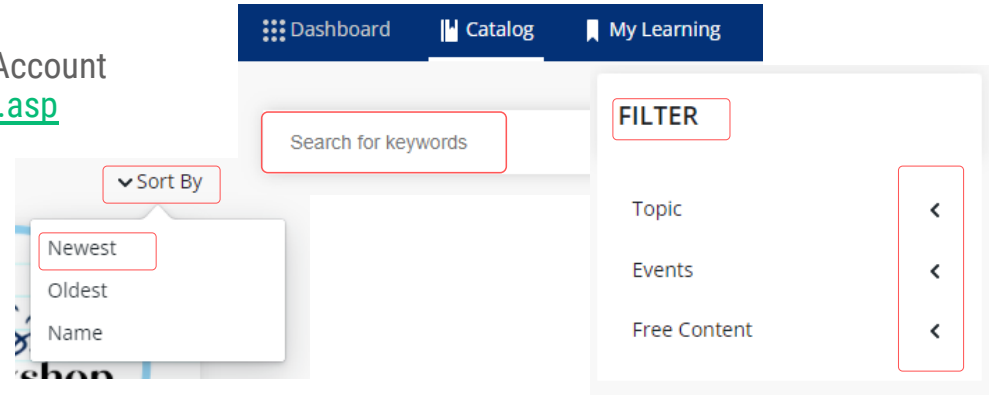 Account
.asp
Dashboard Catalog My Learning
Search for keywords
Sort By
Newest
Oldest
Name
shop
FILTER
Topic
Events
Free Content